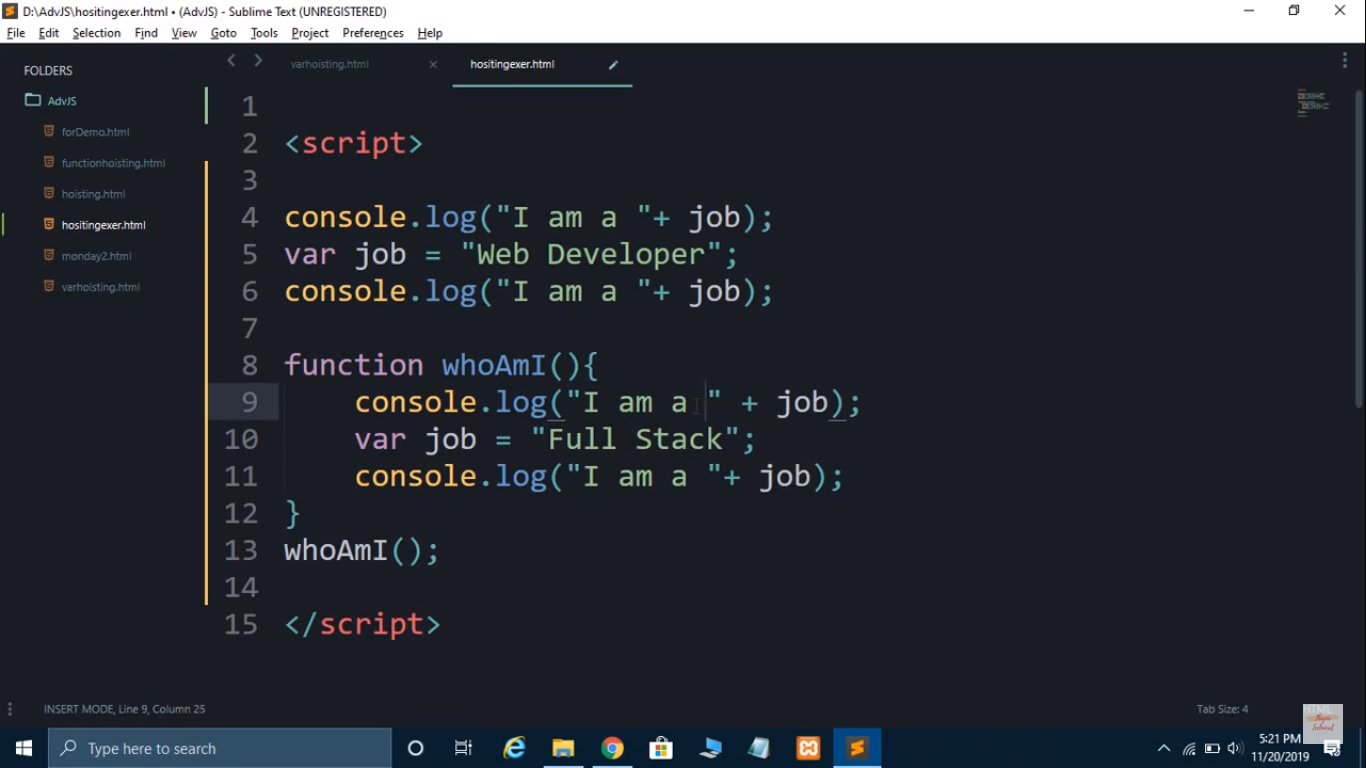 D:\AdvJS\hositingexer.html • (AdvJS) - Sublime Text (UNREGISTERED)
File Edit Selection Find View Goto Tools Project Preferences Help
FOLDERS
AdvJS
forDemo.html
functionhoisting.html
hoisting.html
hositingexer.html
monday2.html
varhoisting.html
varhoisting.html
hositingexer.html
1
2 <script>
3
4 console.log("I am a "+ job);
5 var job = "Web Developer";
6 console.log("I am a "+ job);
7
8 function whoAmI(){
9 console.log("I am a " + job);
10 var job = "Full Stack";
11 console.log("I am a "+ job);
12 }
13 whoAmI();
14
15 </script>
INSERT MODE, Line 9, Column 25
Tab Size: 4
HTML
Type here to search
5:21 PM
11/20/2019